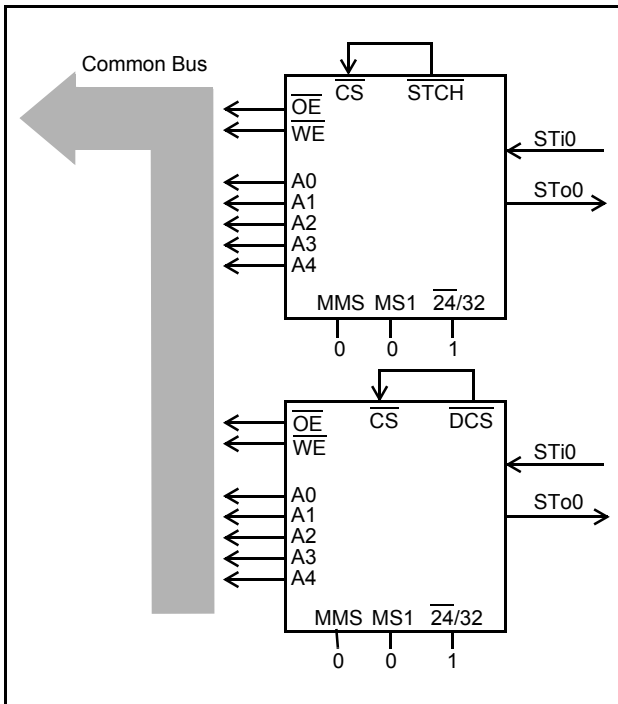 Common Bus
CS STCH
OE
WE
STi0
A0
STo0
A1
A2
A3
A4
MMS MS1 24/32
0 0 1
CS DCS
OE
WE
STi0
A0
STo0
A1
A2
A3
A4
MMS MS1 24/32
0 0 1